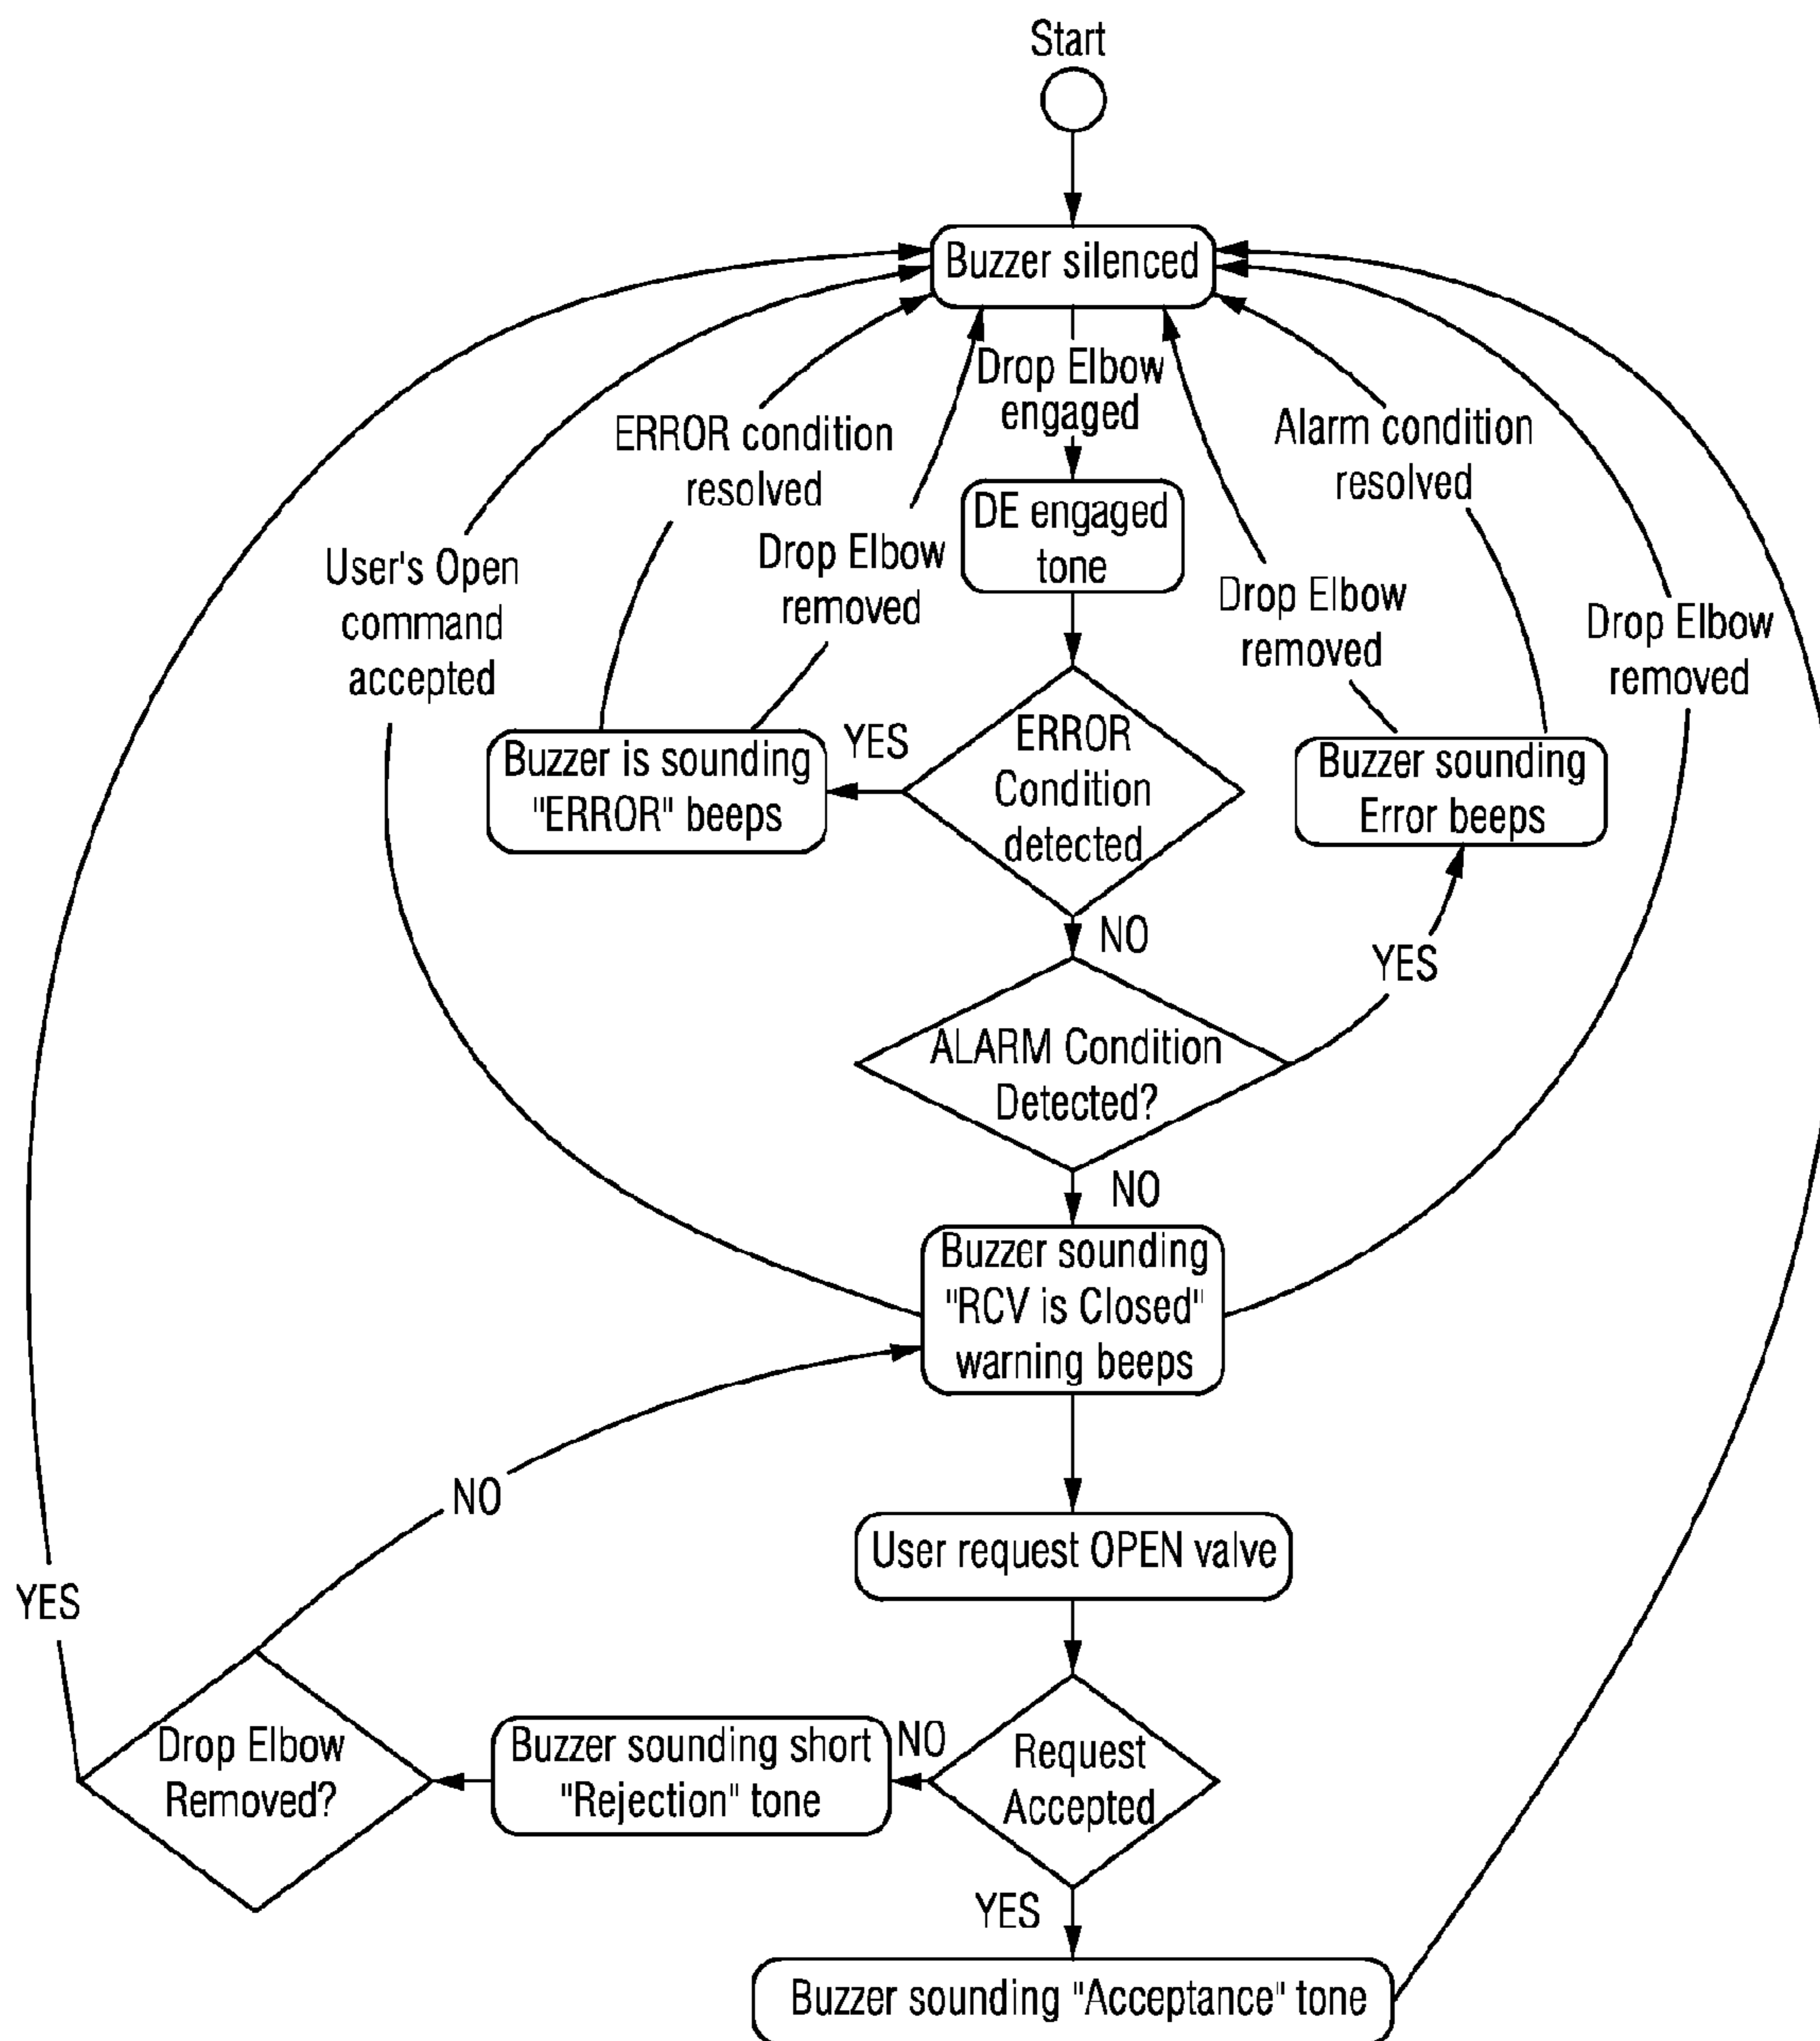 Start
Buzzer silenced
Drop Elbow
engaged
ERROR condition
resolved
Alarm condition
resolved
DE engaged
tone
User's Open
command
accepted
Drop Elbow
removed
Drop Elbow
removed
Drop Elbow
removed
Buzzer is sounding
"ERROR" beeps
YES
ERROR
Condition
detected
Buzzer sounding
Error beeps
NO
YES
ALARM Condition
Detected?
NO
Buzzer sounding
"RCV is Closed"
warning beeps
NO
User request OPEN valve
YES
Drop Elbow
Removed?
Buzzer sounding short
"Rejection" tone
NO
Request
Accepted
YES
Buzzer sounding "Acceptance" tone